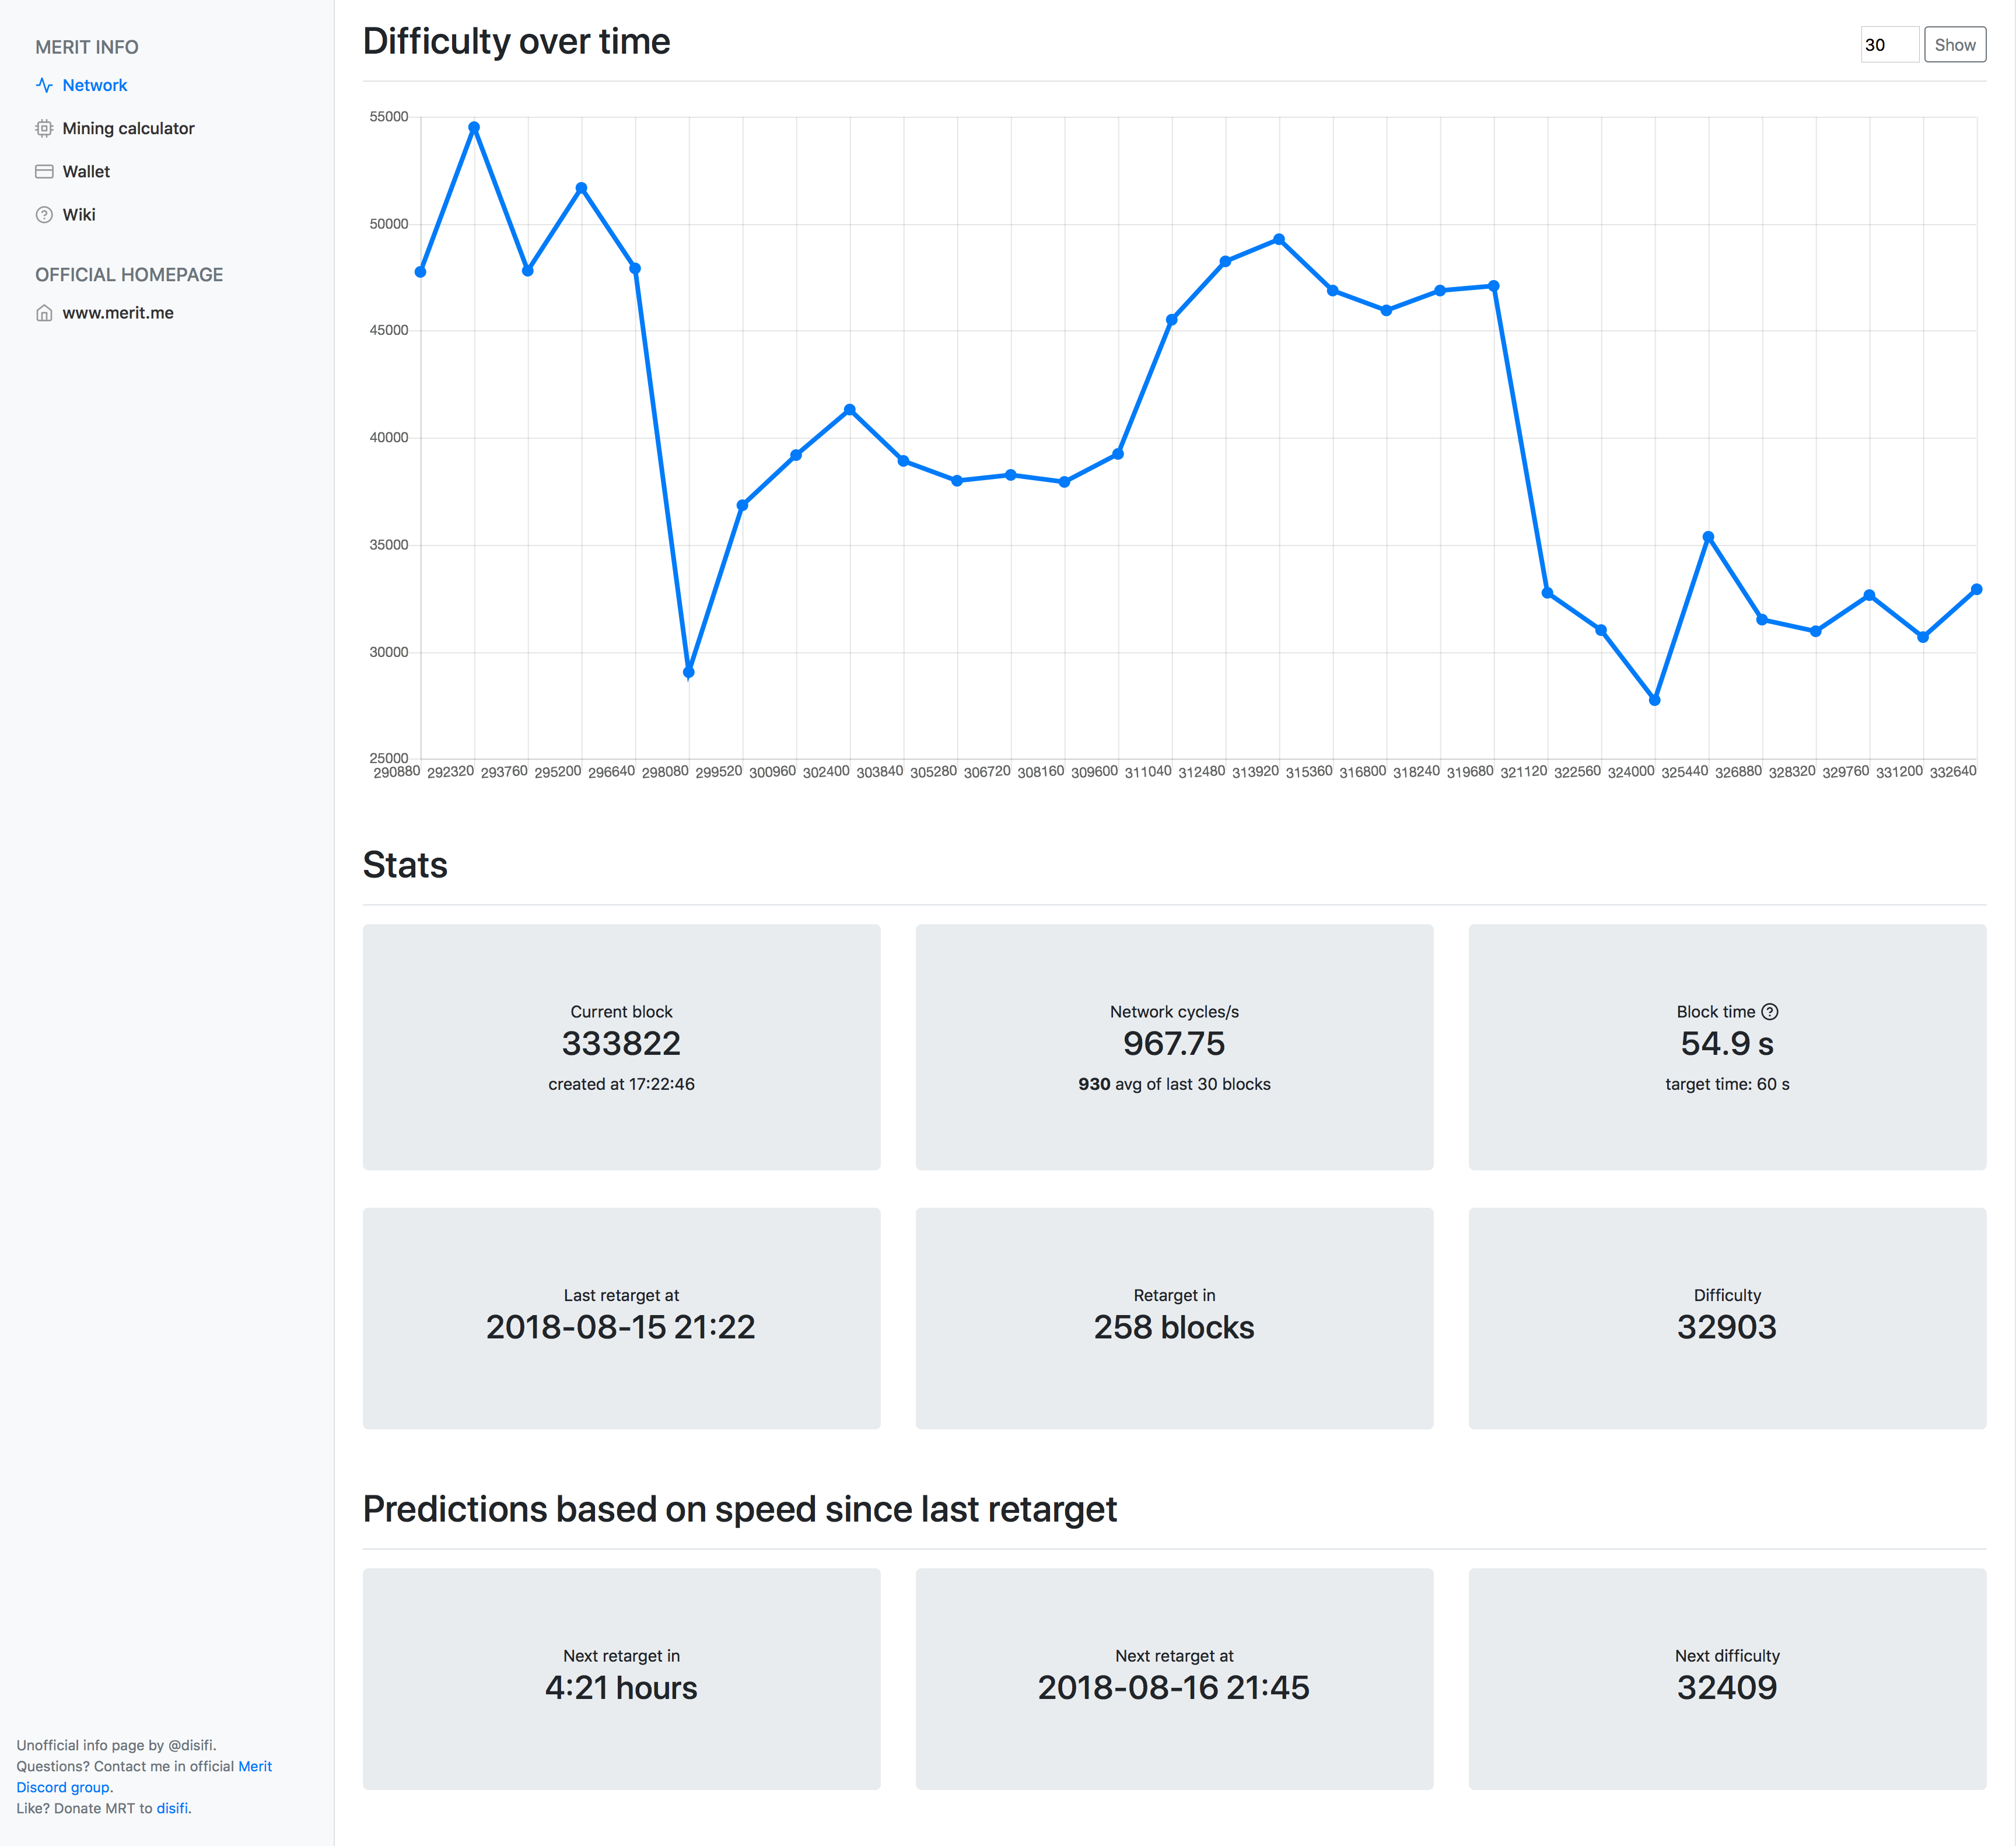 MERIT INFO
Network
Mining calculator
Wallet
Wiki
OFFICIAL HOMEPAGE
www.merit.me
Unofficial info page by @disifi.
Questions? Contact me in official Merit
Discord group.
Like? Donate MRT to disifi.
Difficulty over time
30 Show
55000
50000
45000
40000
35000
30000
25000
290880 292320 293760 295200 296640 298080 299520 300960 302400 303840 305280 306720 308160 309600 311040 312480 313920 315360 316800 318240 319680 321120 322560 324000 325440 326880 328320 329760 331200 332640
Stats
Current block
333822
created at 17:22:46
Network cycles/s
967.75
930 avg of last 30 blocks
Block time
54.9 s
target time: 60 s
Last retarget at
2018-08-15 21:22
Retarget in
258 blocks
Difficulty
32903
Predictions based on speed since last retarget
Next retarget in
4:21 hours
Next retarget at
2018-08-16 21:45
Next difficulty
32409